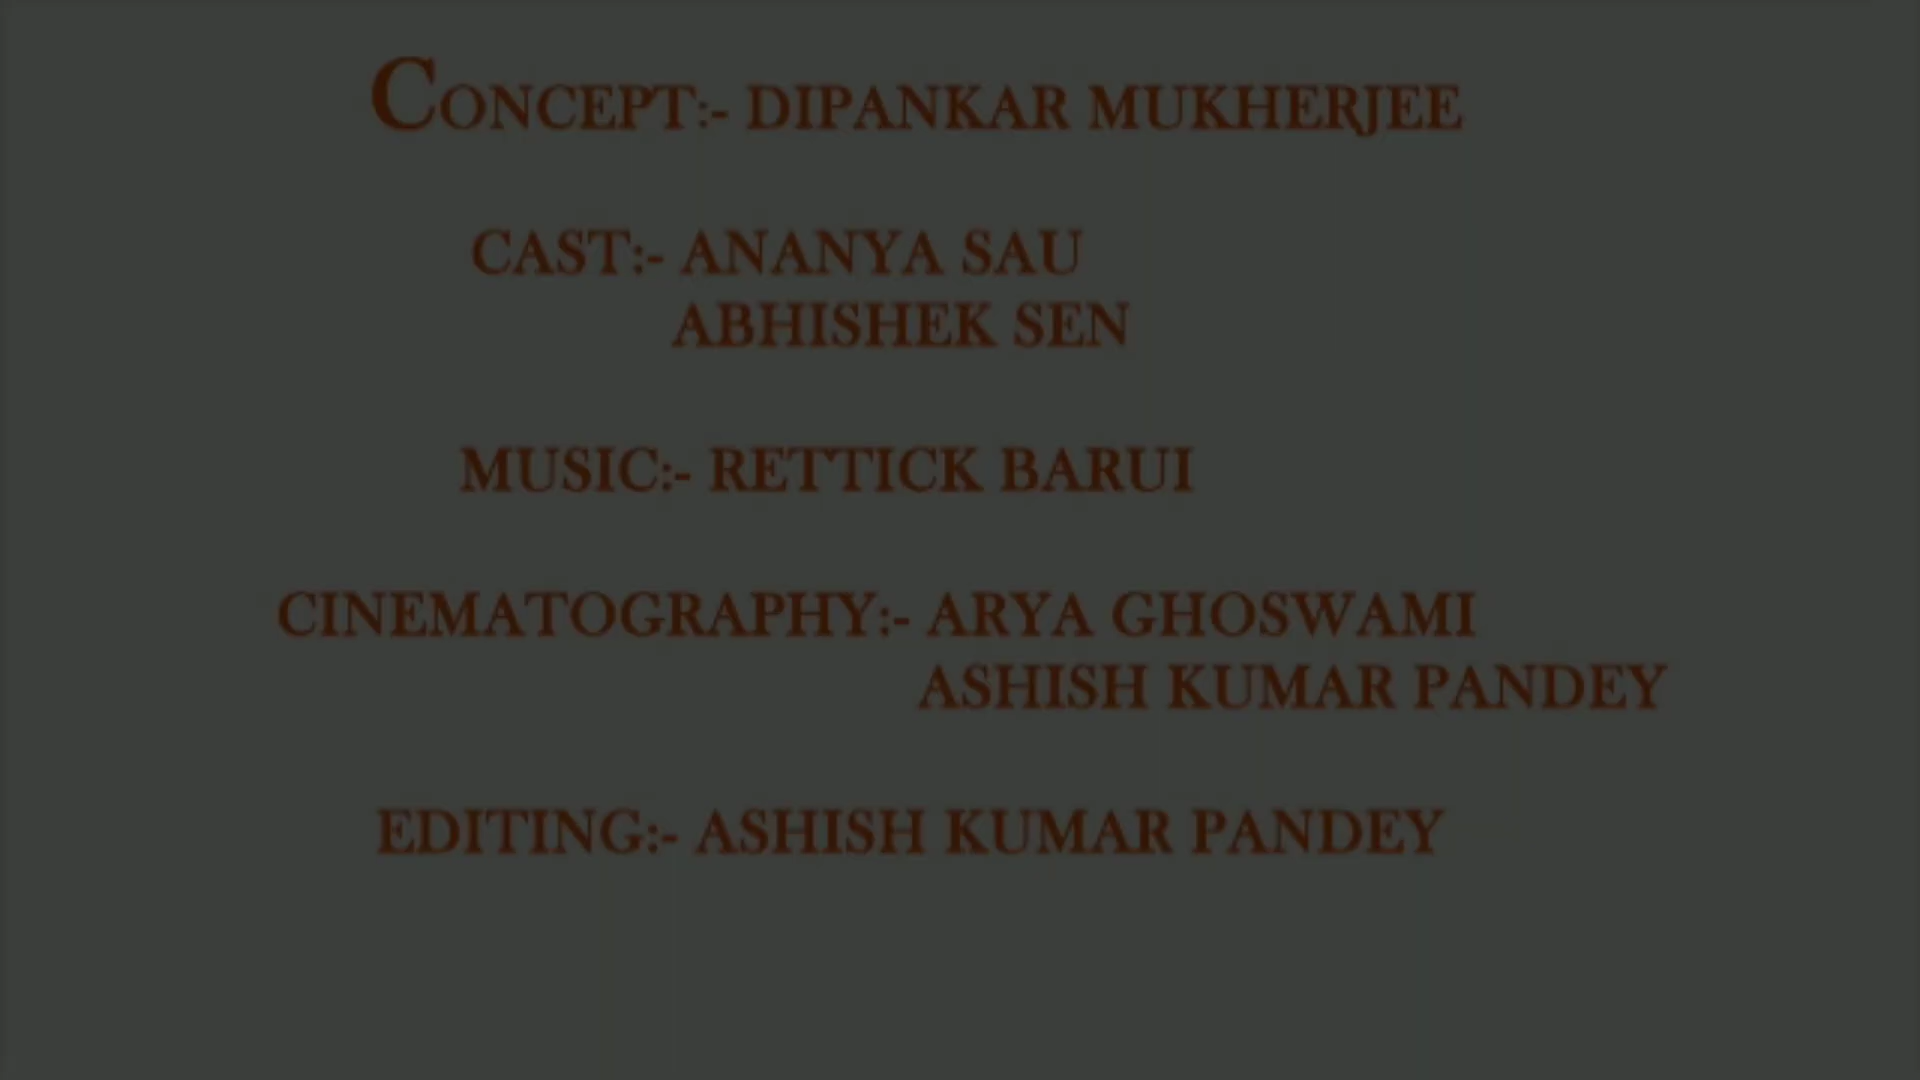 CONCEPT:- DIPANKAR MUKHERJEE
CAST:- ANANYA SAU
ABHISHEK SEN
MUSIC:- RETTICK BARUI
CINEMATOGRAPHY:- ARYA GHOSWAMI
ASHISH KUMAR PANDEY
EDITING:- ASHISH KUMAR PANDEY